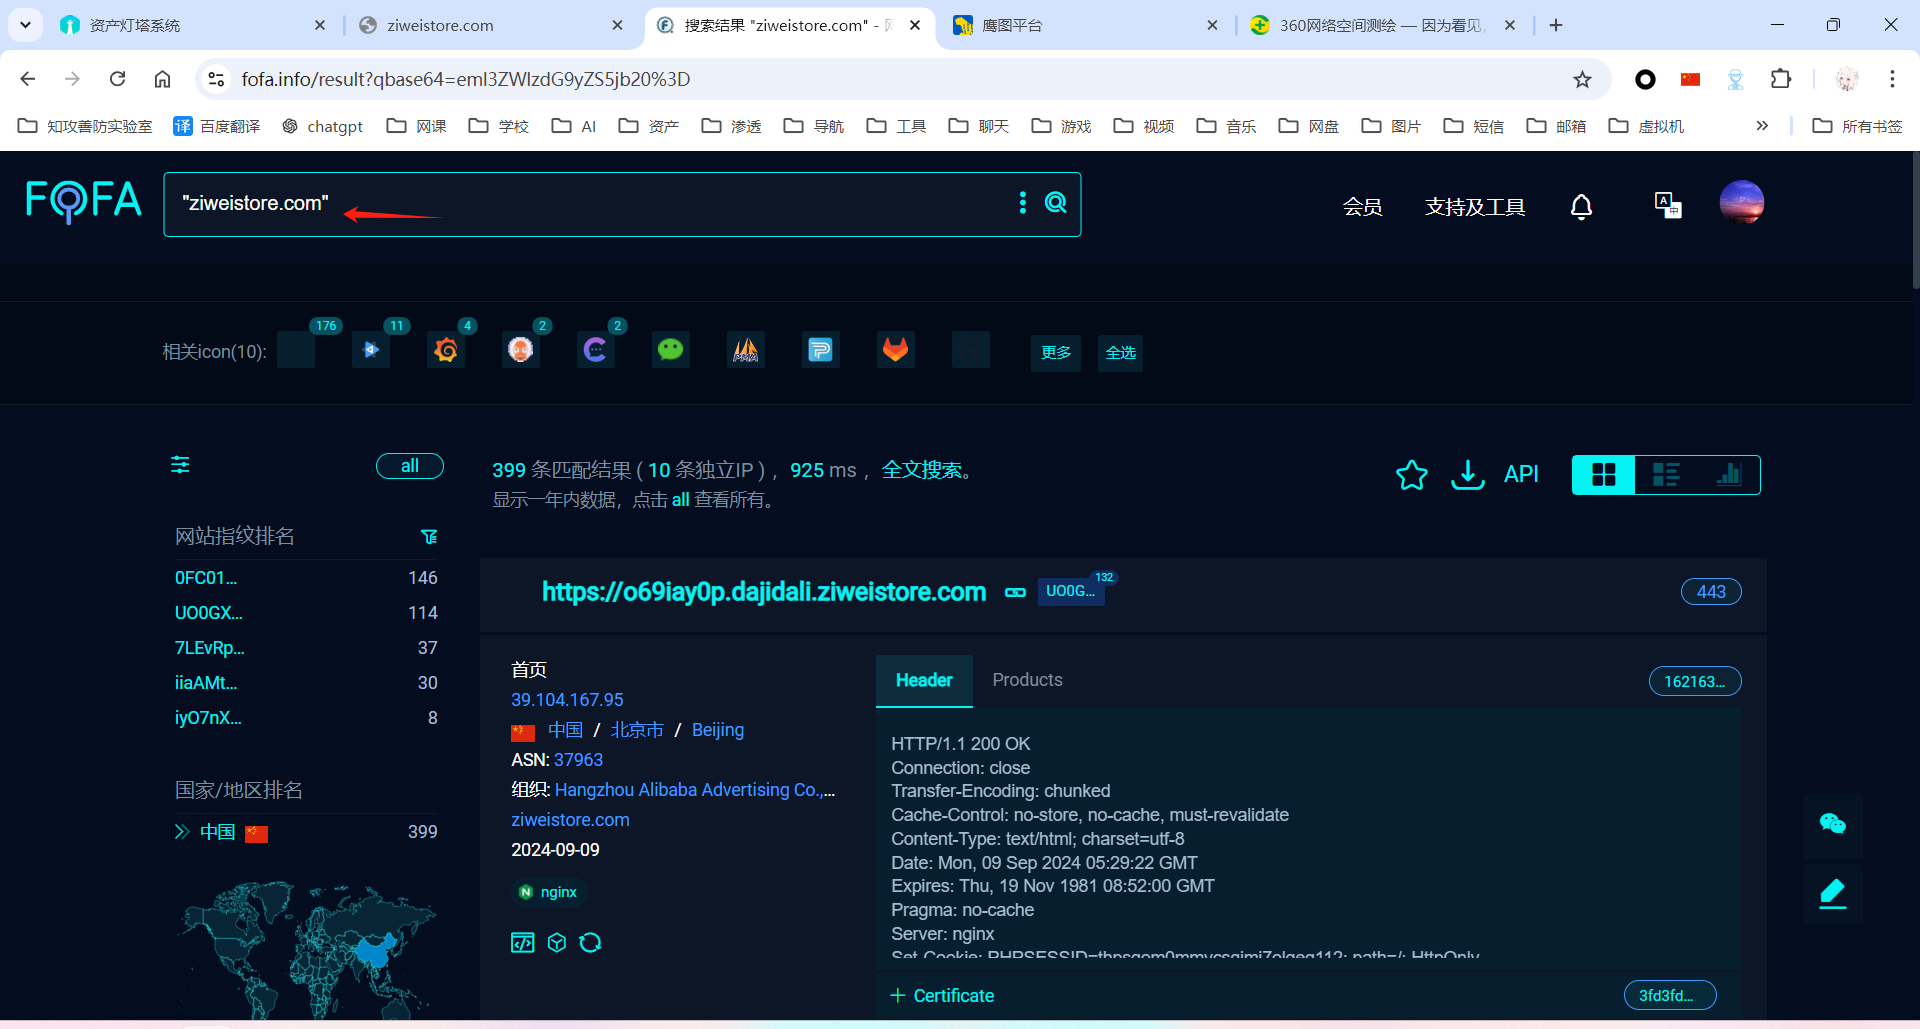 资产灯塔系统
ziweistore.com
搜索结果 "ziweistore.com" -
鹰图平台
360网络空间测绘 — 因为看见,
fofa.info/result?qbase64=eml3ZWlzdG9yZS5jb20%3D
知攻善防实验室
译 百度翻译
chatgpt
网课
学校
AI
资产
渗透
导航
工具
聊天
游戏
视频
音乐
网盘
图片
短信
邮箱
虚拟机
所有书签
FOFA
"ziweistore.com"
会员
支持及工具
A 中
相关icon(10):
176
11
4
2
2
PMA
更多
全选
all
399 条匹配结果 ( 10 条独立IP ) ，925 ms ，全文搜索。
显示一年内数据，点击 all 查看所有。
API
网站指纹排名
0FC01... 146
UO0GX... 114
7LEvRp... 37
iiaAMt... 30
iyO7nX... 8
国家/地区排名
中国 399
https://o69iay0p.dajidali.ziweistore.com
UO0G...
132
443
首页
39.104.167.95
中国 / 北京市 / Beijing
ASN: 37963
组织: Hangzhou Alibaba Advertising Co.,...
ziweistore.com
2024-09-09
N nginx
Header
Products
162163...
HTTP/1.1 200 OK
Connection: close
Transfer-Encoding: chunked
Cache-Control: no-store, no-cache, must-revalidate
Content-Type: text/html; charset=utf-8
Date: Mon, 09 Sep 2024 05:29:22 GMT
Expires: Thu, 19 Nov 1981 08:52:00 GMT
Pragma: no-cache
Server: nginx
+ Certificate
3fd3fd...